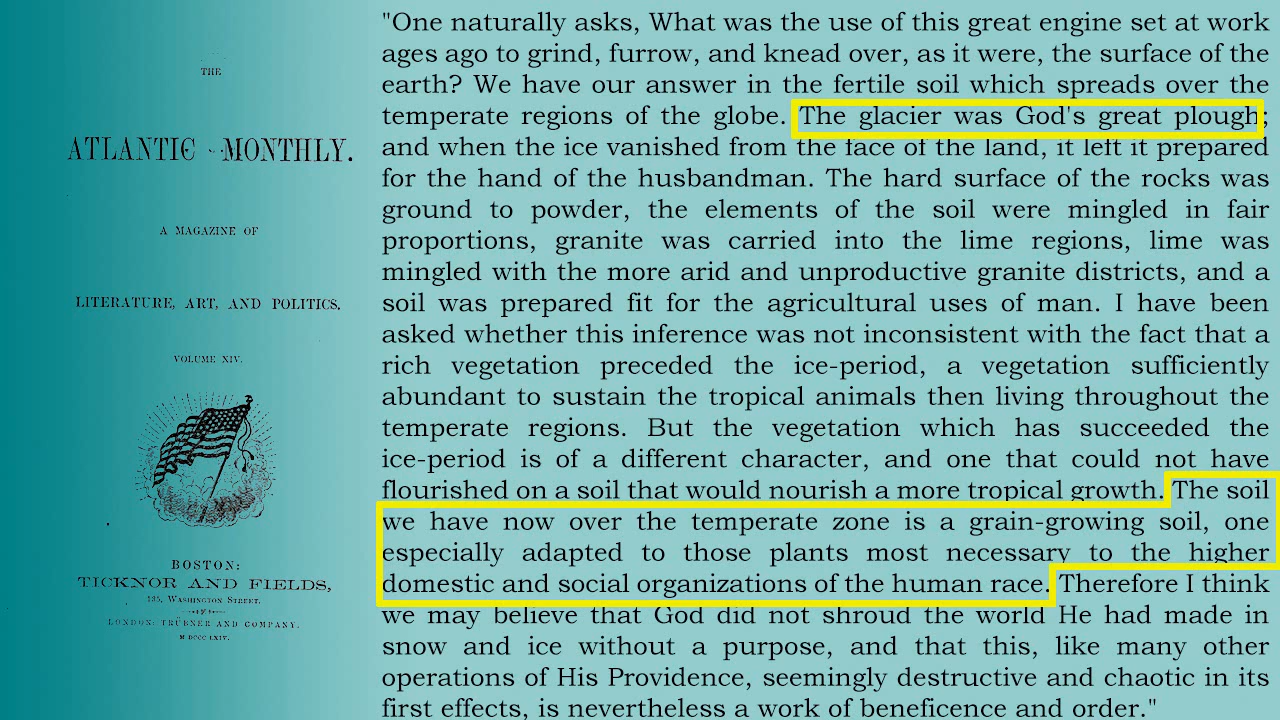 THE
ATLANTIC MONTHLY.
A MAGAZINE OF
LITERATURE, ART, AND POLITICS.
VOLUME XIV.
BOSTON:
TICKNOR AND FIELDS,
135, WASHINGTON STREET.
LONDON: TRÜBNER AND COMPANY.
M DCCC LXIV.
"One naturally asks, What was the use of this great engine set at work
ages ago to grind, furrow, and knead over, as it were, the surface of the
earth? We have our answer in the fertile soil which spreads over the
temperate regions of the globe. The glacier was God's great plough;
and when the ice vanished from the face of the land, it left it prepared
for the hand of the husbandman. The hard surface of the rocks was
ground to powder, the elements of the soil were mingled in fair
proportions, granite was carried into the lime regions, lime was
mingled with the more arid and unproductive granite districts, and a
soil was prepared fit for the agricultural uses of man. I have been
asked whether this inference was not inconsistent with the fact that a
rich vegetation preceded the ice-period, a vegetation sufficiently
abundant to sustain the tropical animals then living throughout the
temperate regions. But the vegetation which has succeeded the
ice-period is of a different character, and one that could not have
flourished on a soil that would nourish a more tropical growth. The soil
we have now over the temperate zone is a grain-growing soil, one
especially adapted to those plants most necessary to the higher
domestic and social organizations of the human race. Therefore I think
we may believe that God did not shroud the world He had made in
snow and ice without a purpose, and that this, like many other
operations of His Providence, seemingly destructive and chaotic in its
first effects, is nevertheless a work of beneficence and order."